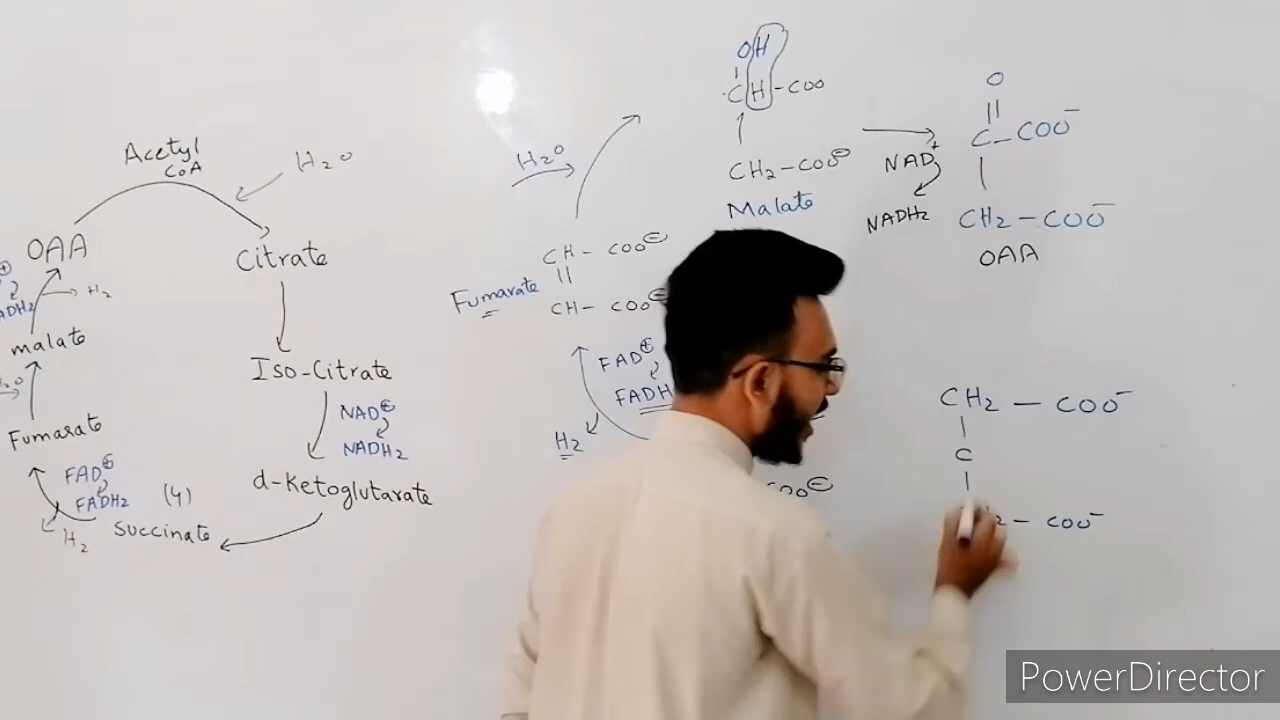 Acetyl
CoA
H₂O
OAA
Citrate
⊕
ADH₂
H₂
malate
Iso-Citrate
NAD⊕
NADH₂
Fumarate
FAD⊕
FADH₂
(4)
H₂
Succinate
d-Ketoglutarate
OH
CH-COO
CH₂-COO⊖
Malate
H₂O
CH- COO⊖
||
CH- COO⊖
Fumarate
FAD⊕
FADH
H₂
COO⊖
NAD⁺
NADH₂
O
||
C-COO⁻
|
CH₂-COO⁻
OAA
CH₂-COO⁻
|
C
|
H₂- COO⁻
PowerDirector